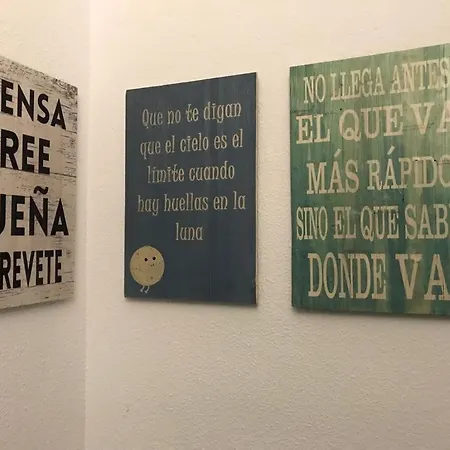 ENSA
REE
UEÑA
REVETE
Que no te digan
que el cielo es el
límite cuando
hay huellas en la
luna
NO LLEGA ANTES
EL QUE VA
MÁS RÁPIDO
SINO EL QUE SAB
DONDE VA